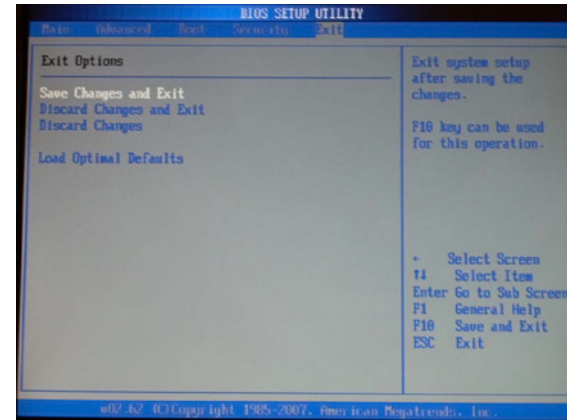 BIOS SETUP UTILITY
Main Advanced Boot Security Exit
Exit Options
Save Changes and Exit
Discard Changes and Exit
Discard Changes
Load Optimal Defaults
Exit system setup
after saving the
changes.
F10 key can be used
for this operation.
← Select Screen
↑↓ Select Item
Enter Go to Sub Screen
F1 General Help
F10 Save and Exit
ESC Exit
v02.62 (C)Copyright 1985-2007, American Megatrends, Inc.